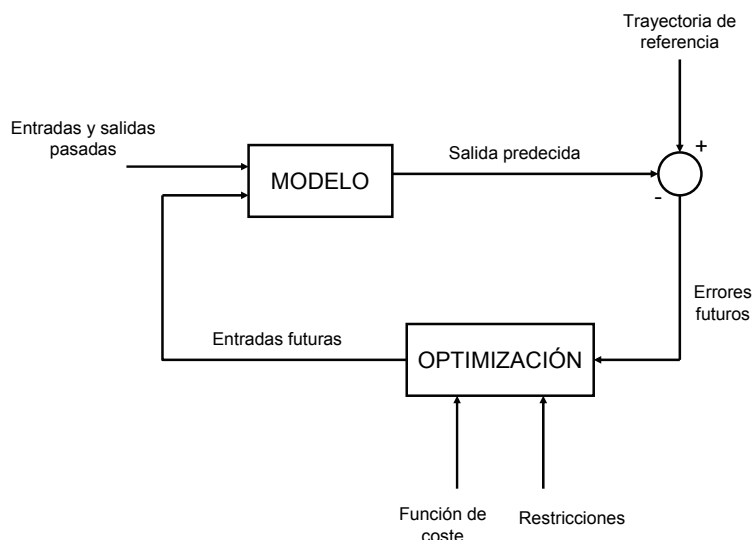 Trayectoria de
referencia
Entradas y salidas
pasadas
MODELO
Salida predecida
+
-
Errores
futuros
Entradas futuras
OPTIMIZACIÓN
Función de
coste
Restricciones